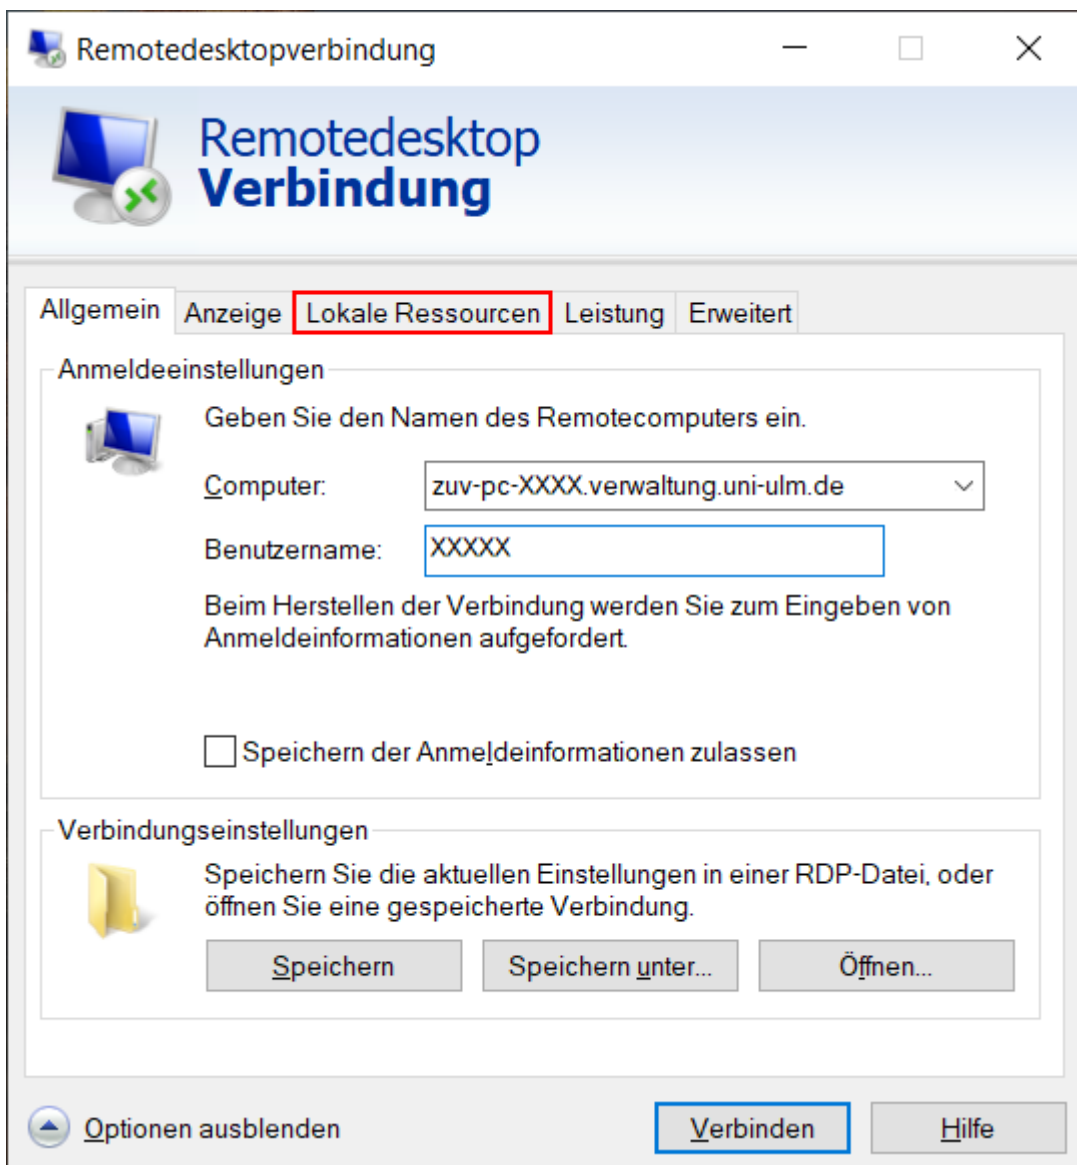 Remotedesktopverbindung
Remotedesktop
Verbindung
Allgemein Anzeige Lokale Ressourcen Leistung Erweitert
Anmeldeeinstellungen
Geben Sie den Namen des Remotecomputers ein.
Computer: zuv-pc-XXXX.verwaltung.uni-ulm.de
Benutzername: XXXXX
Beim Herstellen der Verbindung werden Sie zum Eingeben von
Anmeldeinformationen aufgefordert.
Speichern der Anmeldeinformationen zulassen
Verbindungseinstellungen
Speichern Sie die aktuellen Einstellungen in einer RDP-Datei, oder
öffnen Sie eine gespeicherte Verbindung.
Speichern Speichern unter... Öffnen...
Optionen ausblenden Verbinden Hilfe